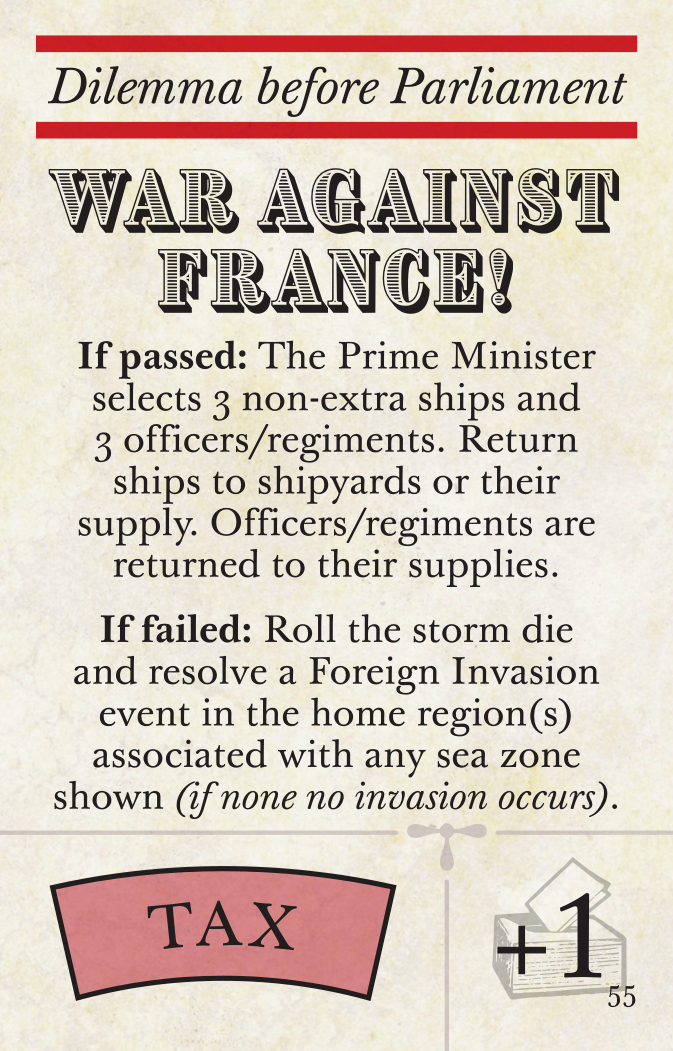 Dilemma before Parliament
WAR AGAINST
FRANCE!
If passed: The Prime Minister
selects 3 non-extra ships and
3 officers/regiments. Return
ships to shipyards or their
supply. Officers/regiments are
returned to their supplies.
If failed: Roll the storm die
and resolve a Foreign Invasion
event in the home region(s)
associated with any sea zone
shown (if none no invasion occurs).
TAX
+1
55